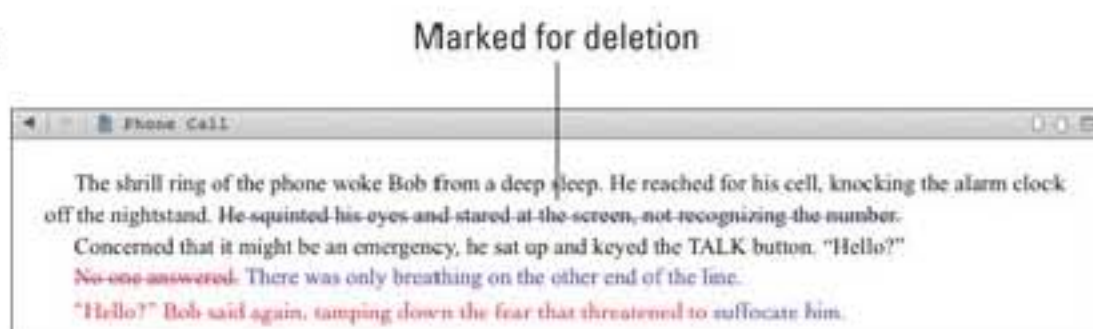 Marked for deletion
Phone Call
The shrill ring of the phone woke Bob from a deep sleep. He reached for his cell, knocking the alarm clock
off the nightstand. He squinted his eyes and stared at the screen, not recognizing the number.
Concerned that it might be an emergency, he sat up and keyed the TALK button. “Hello?”
No one answered. There was only breathing on the other end of the line.
“Hello?” Bob said again, tamping down the fear that threatened to suffocate him.